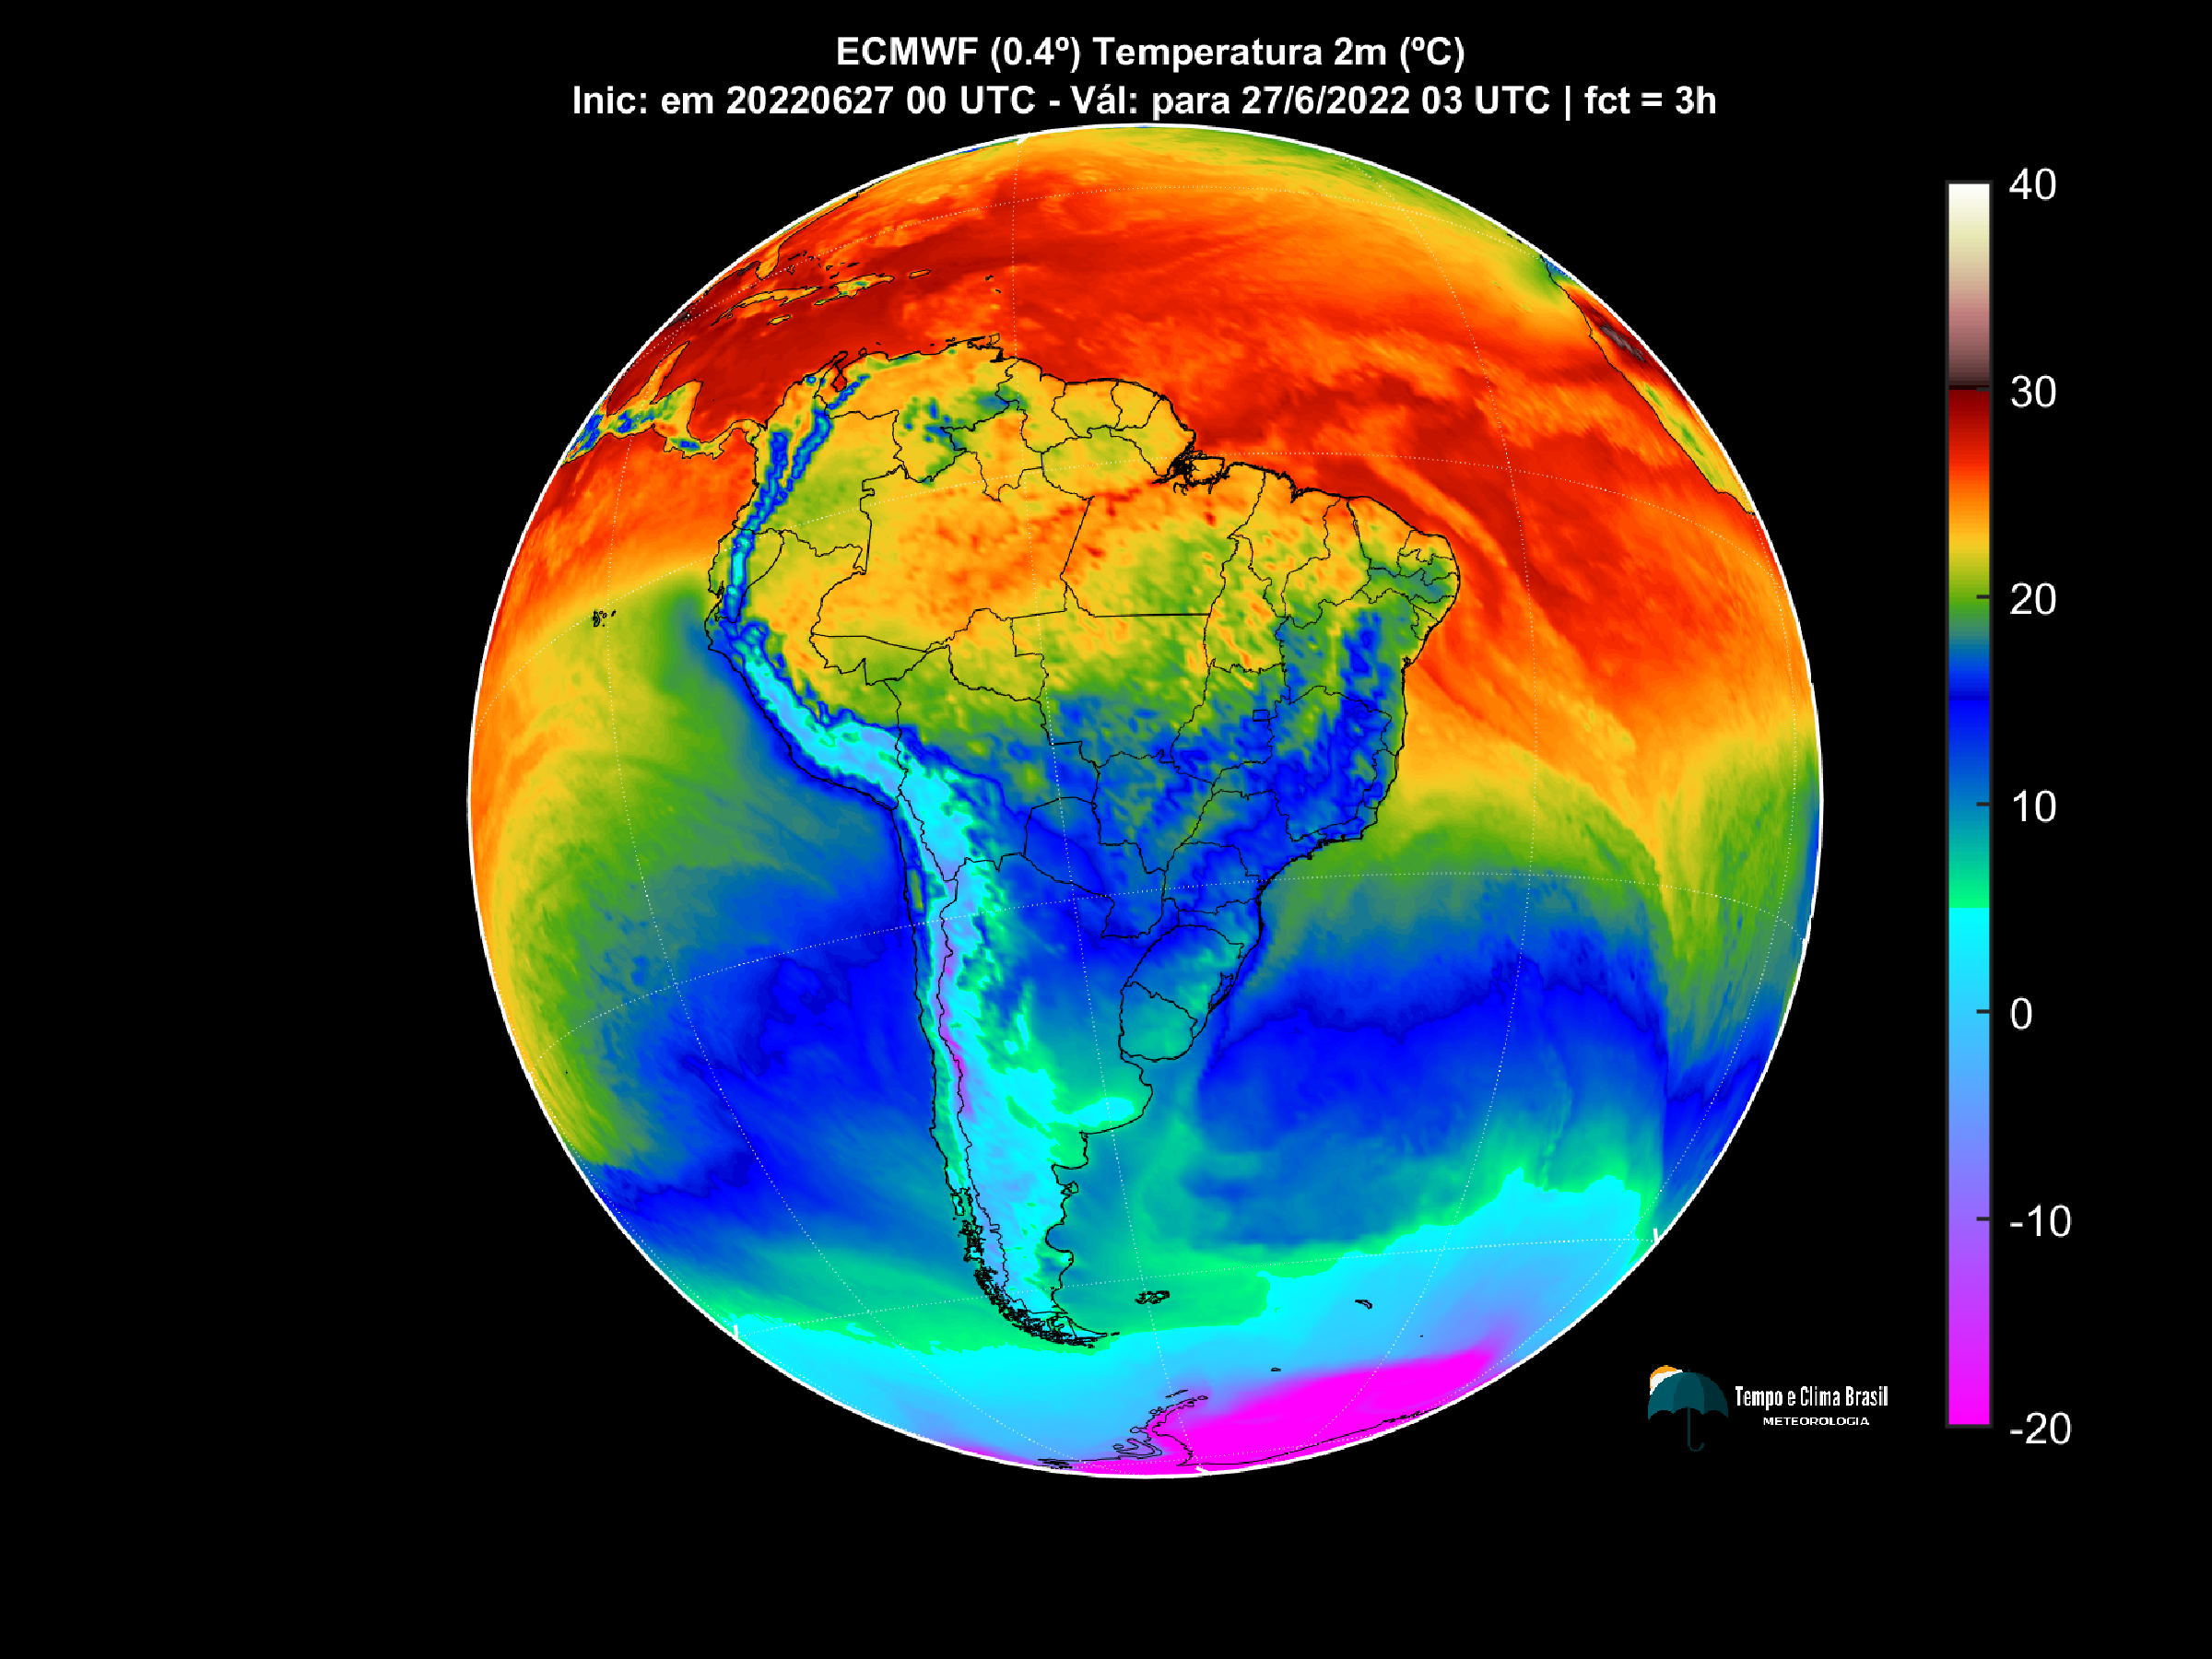 ECMWF (0.4º) Temperatura 2m (ºC)
Inic: em 20220627 00 UTC - Vál: para 27/6/2022 03 UTC | fct = 3h
40
30
20
10
0
-10
-20
Tempo e Clima Brasil
METEOROLOGIA